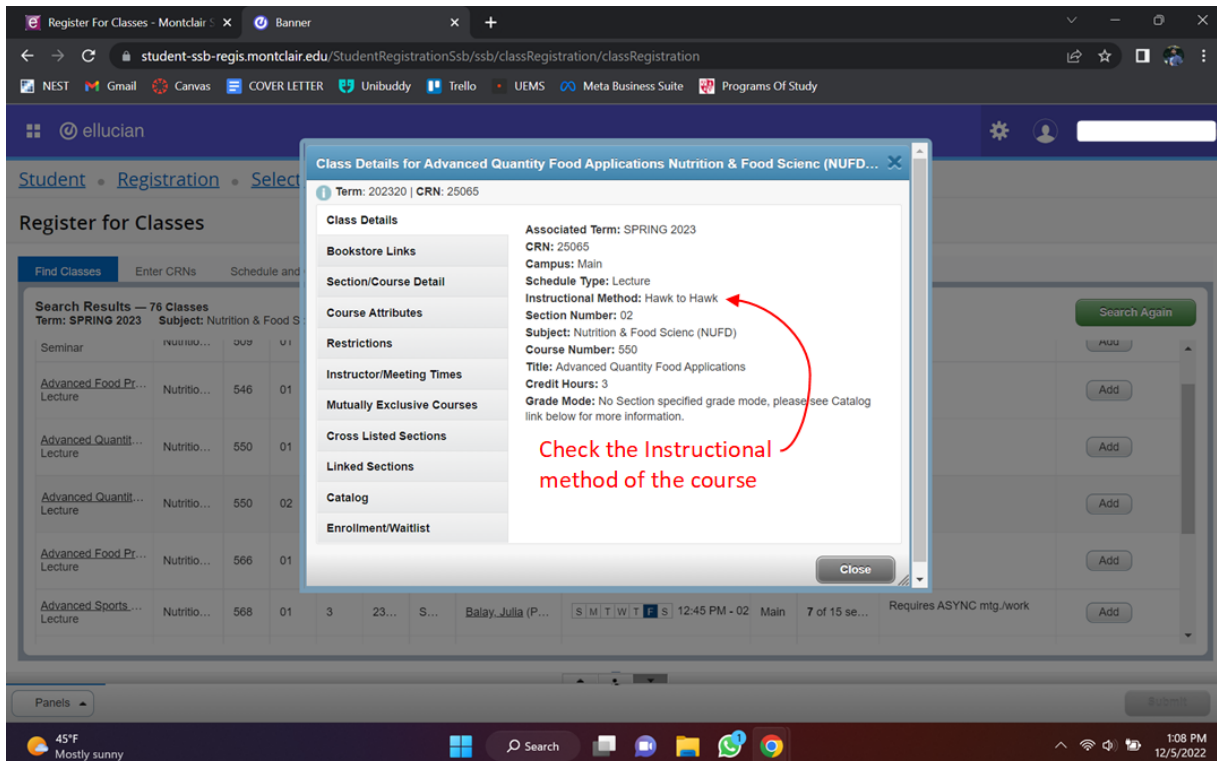 Register For Classes - Montclair S
Banner
student-ssb-regis.montclair.edu/StudentRegistrationSsb/ssb/classRegistration/classRegistration
NEST Gmail Canvas COVER LETTER Unibuddy Trello UEMS Meta Business Suite Programs Of Study
ellucian
Student • Registration • Select
Register for Classes
Find Classes Enter CRNs Schedule and
Search Results — 76 Classes
Term: SPRING 2023 Subject: Nutrition & Food S
Search Again
Seminar Nutritio... 509 01 Add
Advanced Food Pr... Nutritio... 546 01 Add
Lecture
Advanced Quantit... Nutritio... 550 01 Add
Lecture
Advanced Quantit... Nutritio... 550 02 Add
Lecture
Advanced Food Pr... Nutritio... 566 01 Add
Lecture
Advanced Sports ... Nutritio... 568 01 3 23... S... Balay, Julia (P... S M T W T F S 12:45 PM - 02 Main 7 of 15 se... Requires ASYNC mtg./work Add
Lecture
Class Details for Advanced Quantity Food Applications Nutrition & Food Scienc (NUFD...
Term: 202320 | CRN: 25065
Class Details
Bookstore Links
Section/Course Detail
Course Attributes
Restrictions
Instructor/Meeting Times
Mutually Exclusive Courses
Cross Listed Sections
Linked Sections
Catalog
Enrollment/Waitlist
Associated Term: SPRING 2023
CRN: 25065
Campus: Main
Schedule Type: Lecture
Instructional Method: Hawk to Hawk
Section Number: 02
Subject: Nutrition & Food Scienc (NUFD)
Course Number: 550
Title: Advanced Quantity Food Applications
Credit Hours: 3
Grade Mode: No Section specified grade mode, please see Catalog
link below for more information.
Check the Instructional
method of the course
Close
Panels
Submit
45°F
Mostly sunny
Search
1:08 PM
12/5/2022